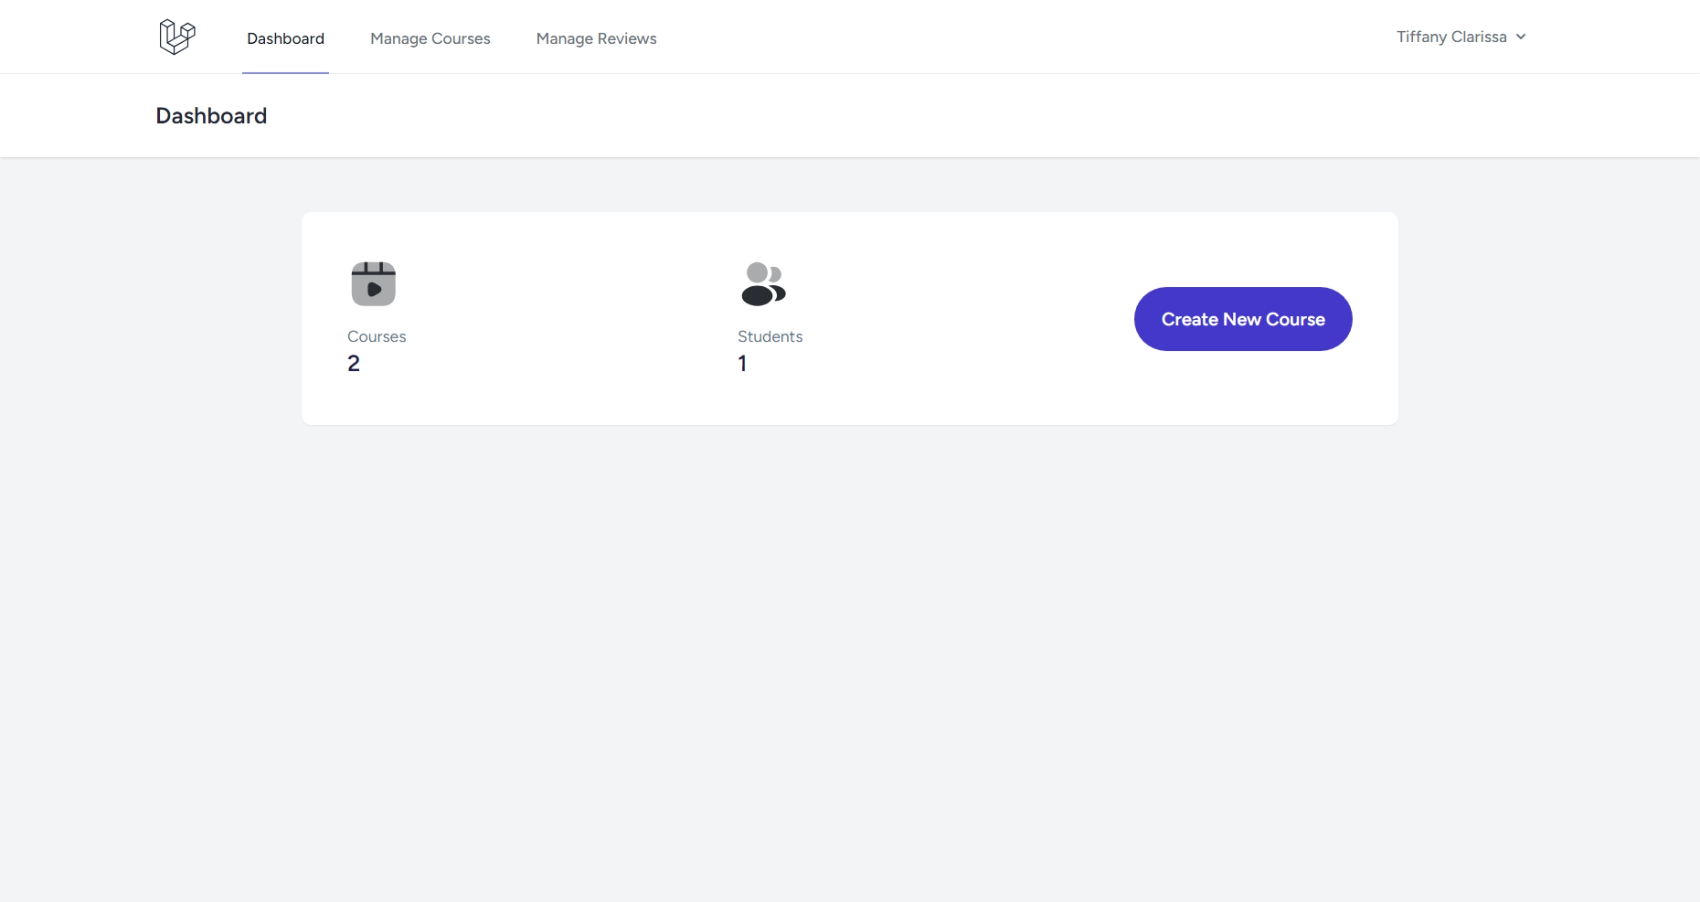 Dashboard
Manage Courses
Manage Reviews
Tiffany Clarissa
Dashboard
Courses
2
Students
1
Create New Course